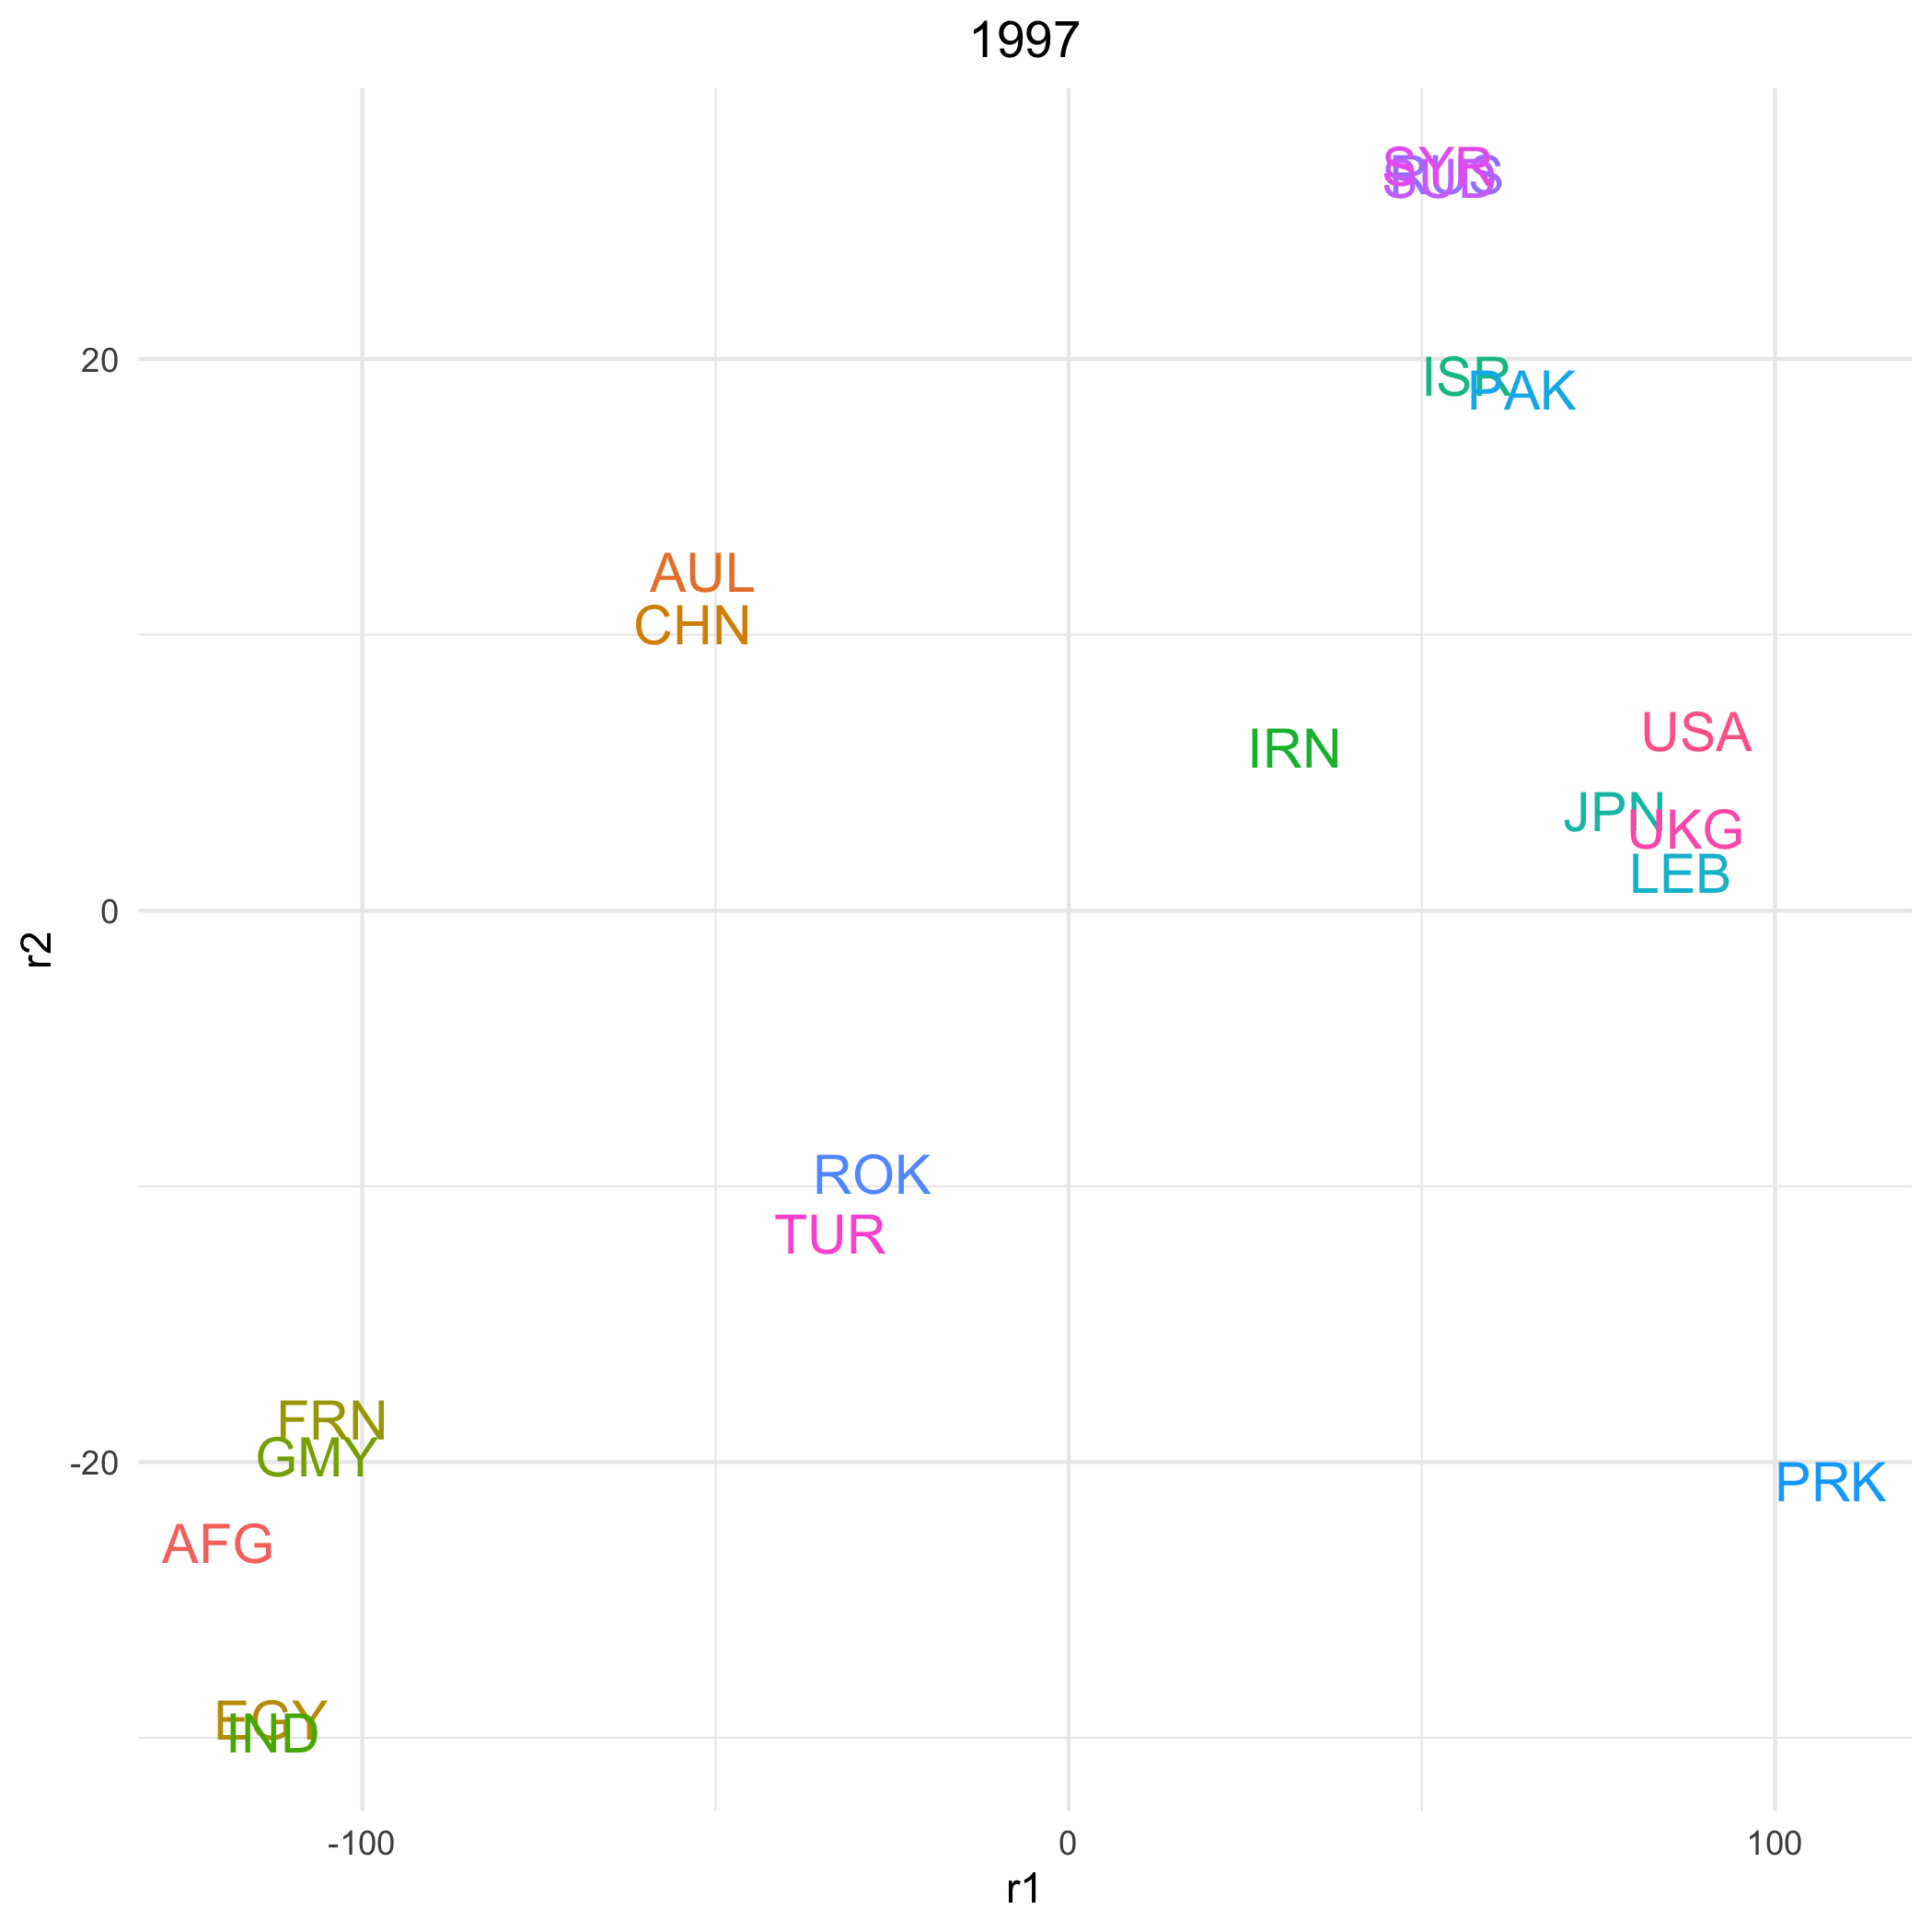 1997
SYR
RUS
SUD
20
ISR
PAK
AUL
CHN
USA
IRN
JPN
UKG
LEB
0
r2
ROK
TUR
FRN
GMY
-20
PRK
AFG
EGY
IND
-100
0
100
r1